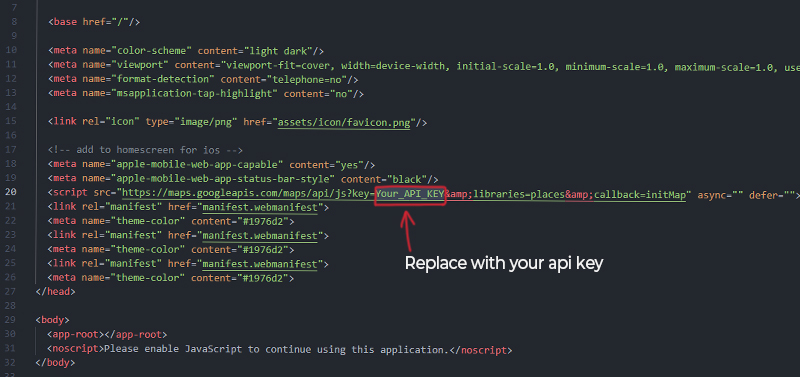 7
8 <base href="/"/>
9
10 <meta name="color-scheme" content="light dark"/>
11 <meta name="viewport" content="viewport-fit=cover, width=device-width, initial-scale=1.0, minimum-scale=1.0, maximum-scale=1.0, use
12 <meta name="format-detection" content="telephone=no"/>
13 <meta name="msapplication-tap-highlight" content="no"/>
14
15 <link rel="icon" type="image/png" href="assets/icon/favicon.png"/>
16
17 <!-- add to homescreen for ios -->
18 <meta name="apple-mobile-web-app-capable" content="yes"/>
19 <meta name="apple-mobile-web-app-status-bar-style" content="black"/>
20 <script src="https://maps.googleapis.com/maps/api/js?key=Your_API_KEY&amp;libraries=places&amp;callback=initMap" async="" defer="">
21 <link rel="manifest" href="manifest.webmanifest">
22 <meta name="theme-color" content="#1976d2">
23 <link rel="manifest" href="manifest.webmanifest">
24 <meta name="theme-color" content="#1976d2">
25 <link rel="manifest" href="manifest.webmanifest">
26 <meta name="theme-color" content="#1976d2">
Replace with your api key
27 </head>
28
29 <body>
30 <app-root></app-root>
31 <noscript>Please enable JavaScript to continue using this application.</noscript>
32 </body>